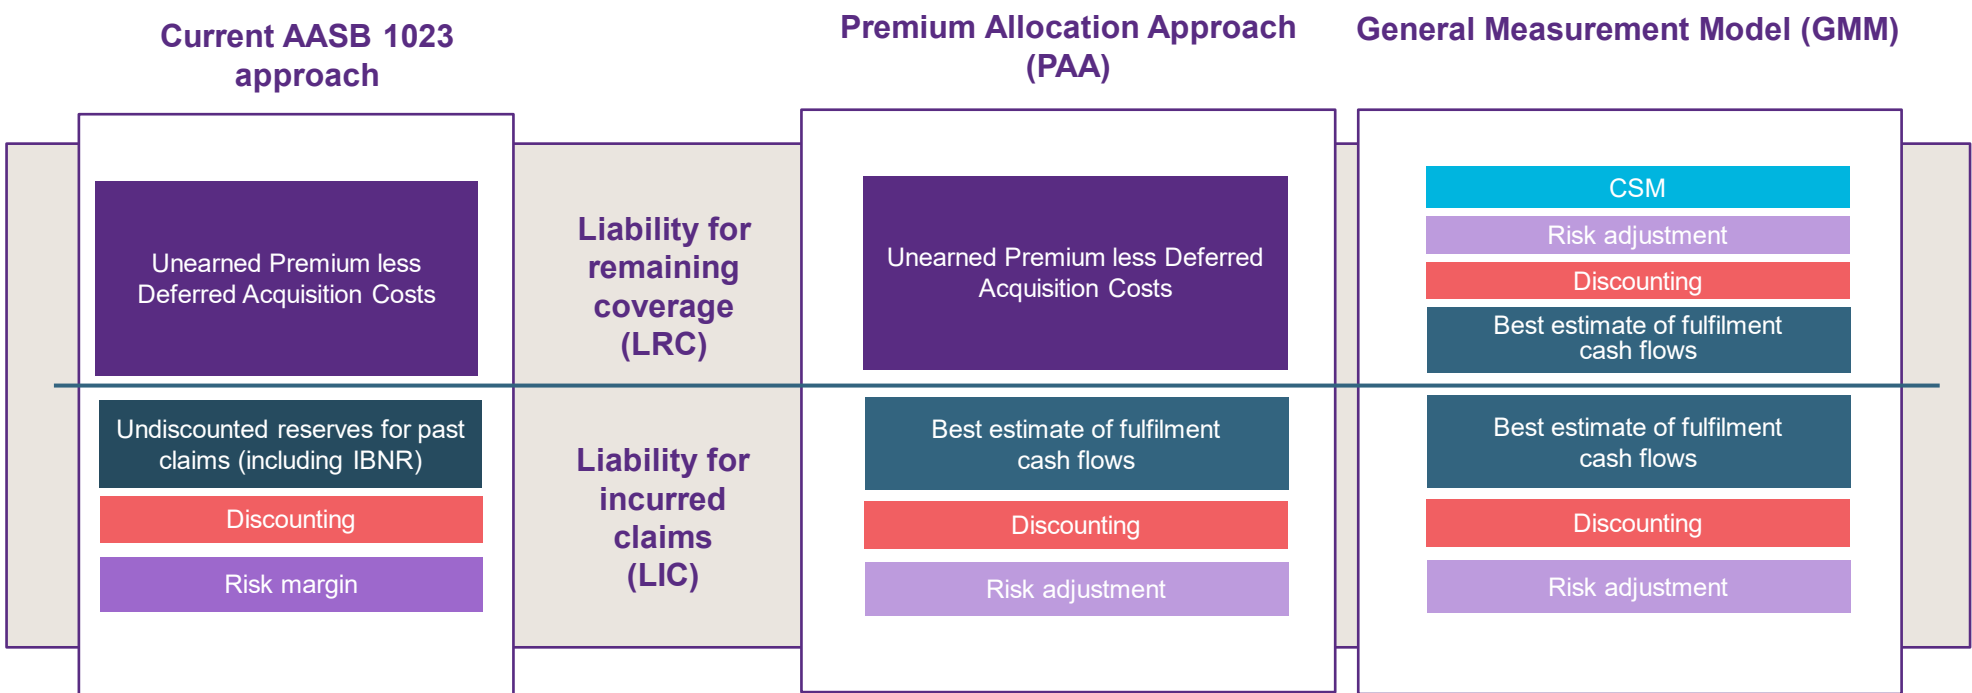 Current AASB 1023
approach
Premium Allocation Approach
(PAA)
General Measurement Model (GMM)
Unearned Premium less
Deferred Acquisition Costs
Undiscounted reserves for past
claims (including IBNR)
Discounting
Risk margin
Liability for
remaining
coverage
(LRC)
Liability for
incurred
claims
(LIC)
Unearned Premium less Deferred
Acquisition Costs
Best estimate of fulfilment
cash flows
Discounting
Risk adjustment
CSM
Risk adjustment
Discounting
Best estimate of fulfilment
cash flows
Best estimate of fulfilment
cash flows
Discounting
Risk adjustment